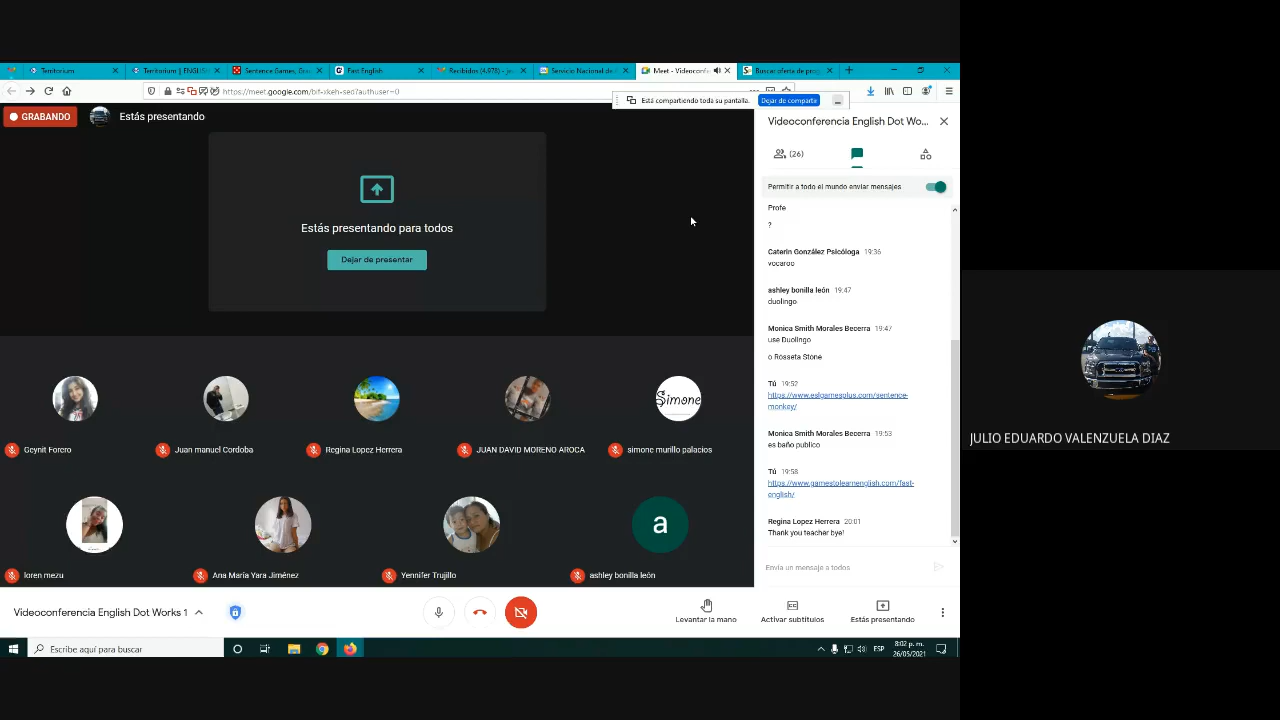 Territorium
Territorium | ENGLISH
Sentence Games, Gra
Fast English
Recibidos (4.978) - je
Servicio Nacional de
Meet - Videoconfe
Buscar oferta de prog
https://meet.google.com/bif-xkeh-sed?authuser=0
Está compartiendo toda su pantalla.
Dejar de compartir
GRABANDO
Estás presentando
Videoconferencia English Dot Wo...
(26)
Permitir a todo el mundo enviar mensajes
Estás presentando para todos
Dejar de presentar
Profe
?
Caterin González Psicóloga 19:36
vocaroo
ashley bonilla león 19:47
duolingo
Monica Smith Morales Becerra 19:47
use Duolingo
o Rosseta Stone
Tú 19:52
https://www.eslgamesplus.com/sentence-
monkey/
Monica Smith Morales Becerra 19:53
es baño publico
Tú 19:58
https://www.gamestolearnenglish.com/fast-
english/
Regina Lopez Herrera 20:01
Thank you teacher bye!
Envía un mensaje a todos
Simone
Geynit Forero
Juan manuel Cordoba
Regina Lopez Herrera
JUAN DAVID MORENO AROCA
simone murillo palacios
a
loren mezu
Ana María Yara Jiménez
Yennifer Trujillo
ashley bonilla león
JULIO EDUARDO VALENZUELA DIAZ
Videoconferencia English Dot Works 1
Levantar la mano
Activar subtítulos
Estás presentando
Escribe aquí para buscar
ESP
8:02 p. m.
26/05/2021